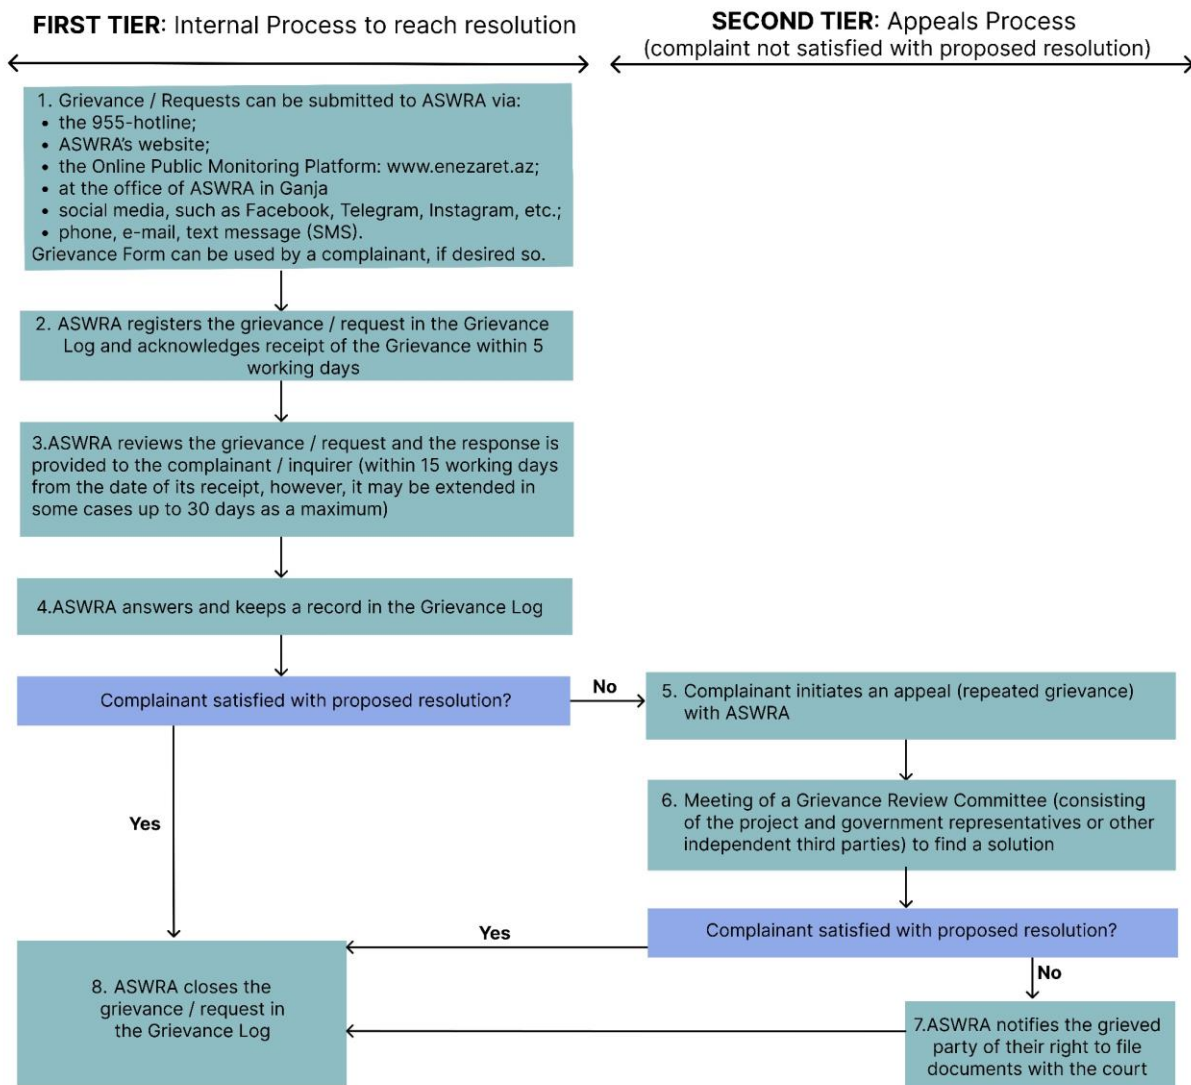 FIRST TIER: Internal Process to reach resolution
SECOND TIER: Appeals Process
(complaint not satisfied with proposed resolution)
1. Grievance / Requests can be submitted to ASWRA via:
• the 955-hotline;
• ASWRA's website;
• the Online Public Monitoring Platform: www.enezaret.az;
• at the office of ASWRA in Ganja
• social media, such as Facebook, Telegram, Instagram, etc.;
• phone, e-mail, text message (SMS).
Grievance Form can be used by a complainant, if desired so.
2. ASWRA registers the grievance / request in the Grievance
Log and acknowledges receipt of the Grievance within 5
working days
3.ASWRA reviews the grievance / request and the response is
provided to the complainant / inquirer (within 15 working days
from the date of its receipt, however, it may be extended in
some cases up to 30 days as a maximum)
4.ASWRA answers and keeps a record in the Grievance Log
Complainant satisfied with proposed resolution?
No
5. Complainant initiates an appeal (repeated grievance)
with ASWRA
6. Meeting of a Grievance Review Committee (consisting
of the project and government representatives or other
independent third parties) to find a solution
Yes
Complainant satisfied with proposed resolution?
Yes
No
8. ASWRA closes the
grievance / request in
the Grievance Log
7.ASWRA notifies the grieved
party of their right to file
documents with the court